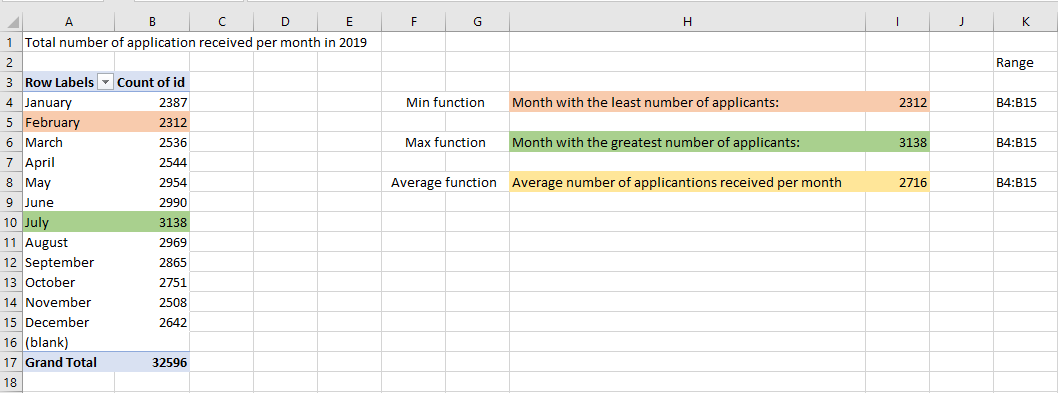 A B C D E F G H I J K
1 Total number of application received per month in 2019
2 Range
3 Row Labels Count of id
4 January 2387 Min function Month with the least number of applicants: 2312 B4:B15
5 February 2312
6 March 2536 Max function Month with the greatest number of applicants: 3138 B4:B15
7 April 2544
8 May 2954 Average function Average number of applicantions received per month 2716 B4:B15
9 June 2990
10 July 3138
11 August 2969
12 September 2865
13 October 2751
14 November 2508
15 December 2642
16 (blank)
17 Grand Total 32596
18